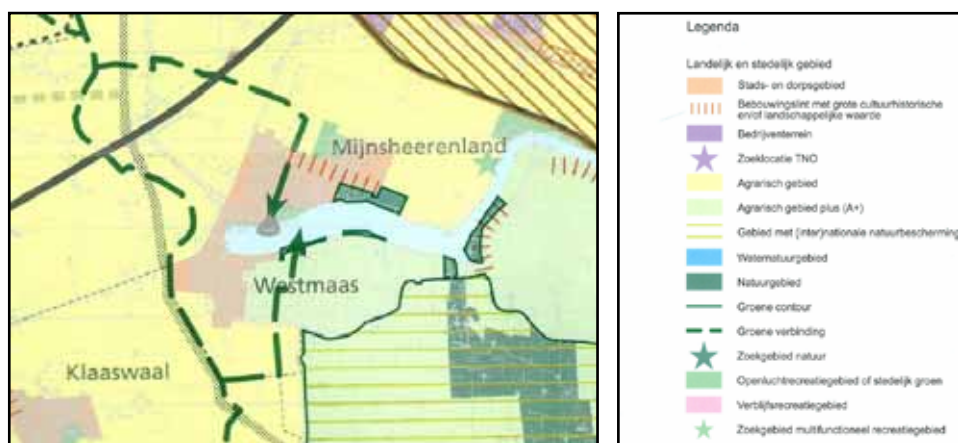 Mijnsheerenland
Westmaas
Klaaswaal
Legenda
Landelijk en stedelijk gebied
Stads- en dorpsgebied
Bebouwingslint met grote cultuurhistorische
en/of landschappelijke waarde
Bedrijventerrein
Zoeklocatie TNO
Agrarisch gebied
Agrarisch gebied plus (A+)
Gebied met (inter)nationale natuurbescherming
Waternatuurgebied
Natuurgebied
Groene contour
Groene verbinding
Zoekgebied natuur
Openluchtrecreatiegebied of stedelijk groen
Verblijfsrecreatiegebied
Zoekgebied multifunctioneel recreatiegebied